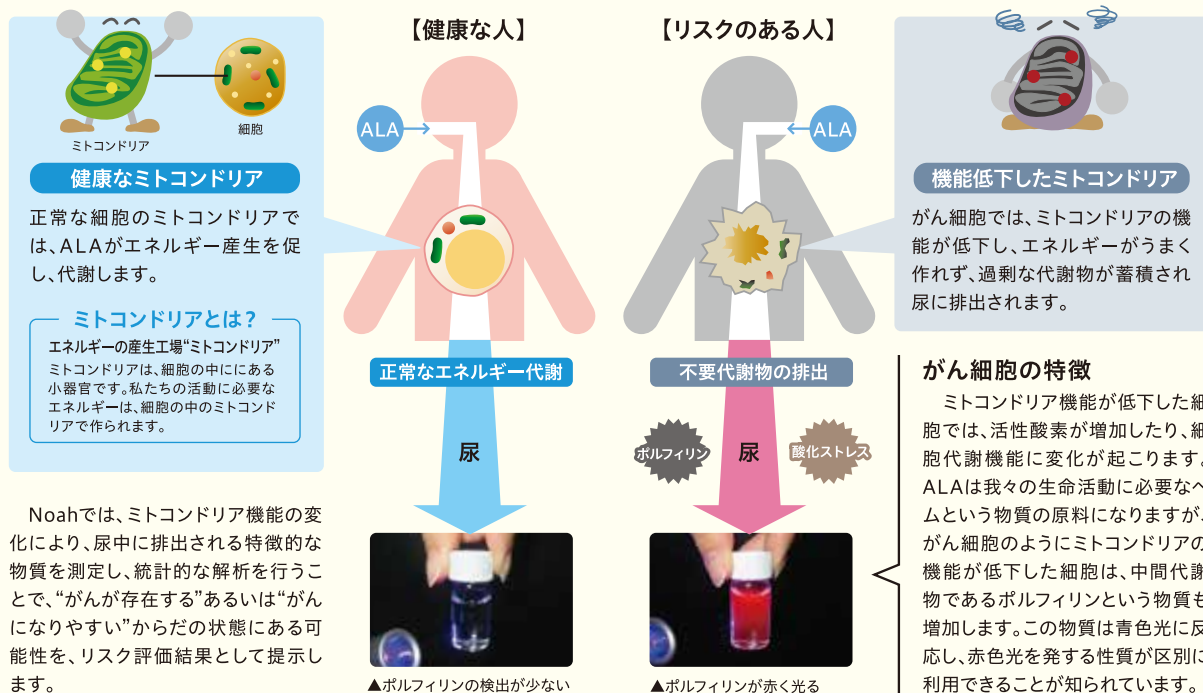 細胞
ミトコンドリア
健康なミトコンドリア
正常な細胞のミトコンドリアで
は、ALAがエネルギー産生を促
し、代謝します。
ミトコンドリアとは？
エネルギーの産生工場“ミトコンドリア”
ミトコンドリアは、細胞の中ににある
小器官です。私たちの活動に必要な
エネルギーは、細胞の中のミトコンド
リアで作られます。
Noahでは、ミトコンドリア機能の変
化により、尿中に排出される特徴的な
物質を測定し、統計的な解析を行うこ
とで、“がんが存在する”あるいは“がん
になりやすい”からだの状態にある可
能性を、リスク評価結果として提示し
ます。
【健康な人】
ALA
正常なエネルギー代謝
尿
▲ポルフィリンの検出が少ない
【リスクのある人】
ALA
不要代謝物の排出
ポルフィリン
尿
酸化ストレス
▲ポルフィリンが赤く光る
機能低下したミトコンドリア
がん細胞では、ミトコンドリアの機
能が低下し、エネルギーがうまく
作れず、過剰な代謝物が蓄積され
尿に排出されます。
がん細胞の特徴
ミトコンドリア機能が低下した細
胞では、活性酸素が増加したり、細
胞代謝機能に変化が起こります。
ALAは我々の生命活動に必要なヘ
ムという物質の原料になりますが、
がん細胞のようにミトコンドリアの
機能が低下した細胞は、中間代謝
物であるポルフィリンという物質も
増加します。この物質は青色光に反
応し、赤色光を発する性質が区別に
利用できることが知られています。